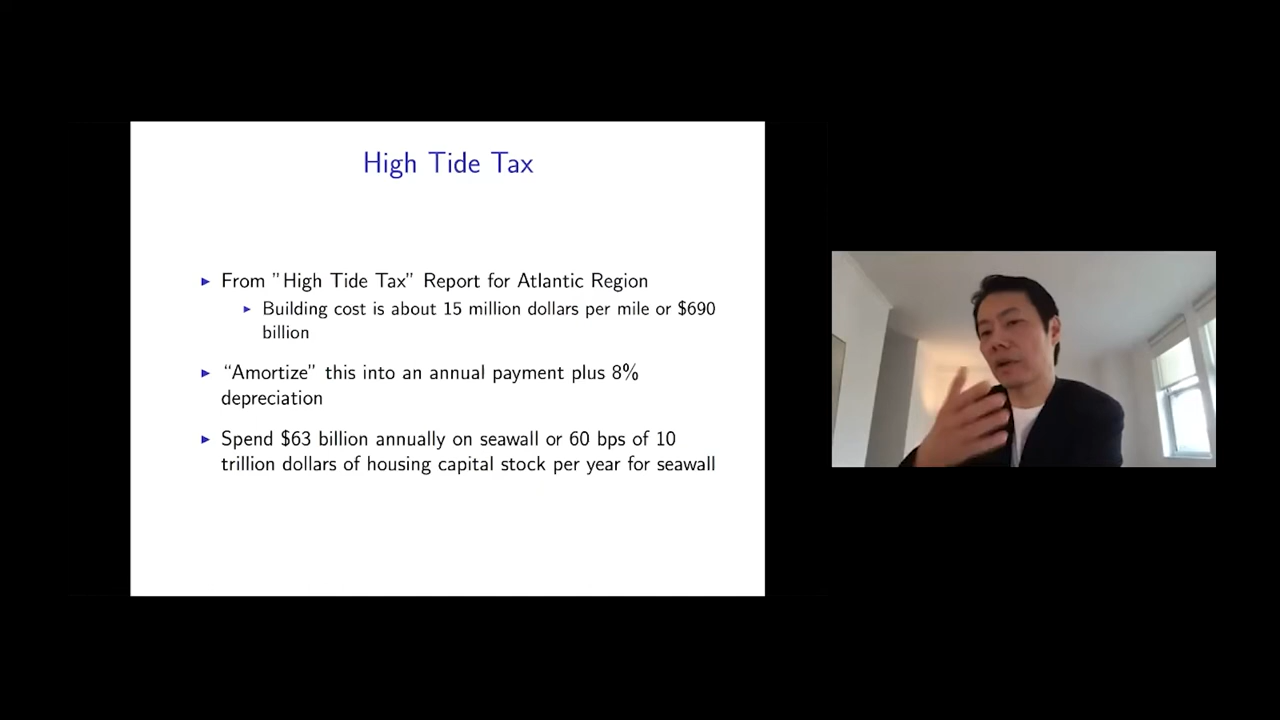 High Tide Tax
▶ From "High Tide Tax" Report for Atlantic Region
▶ Building cost is about 15 million dollars per mile or $690
billion
▶ “Amortize” this into an annual payment plus 8%
depreciation
▶ Spend $63 billion annually on seawall or 60 bps of 10
trillion dollars of housing capital stock per year for seawall